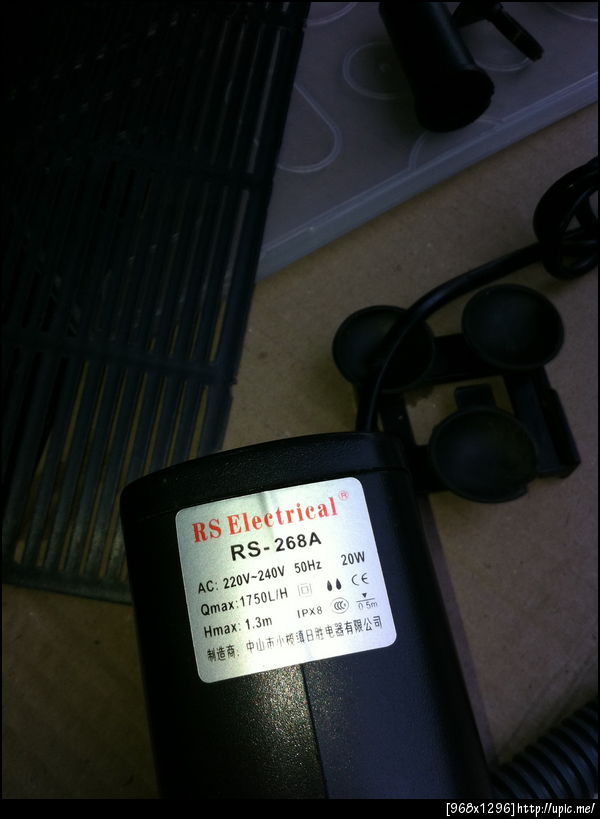 RS Electrical®
RS-268A
AC: 220V~240V 50Hz 20W
Qmax:1750L/H CE
Hmax: 1.3m IPX8 CCC 0.5m
制造商: 中山市小榄镇日胜电器有限公司
[968x1296]http://upic.me/